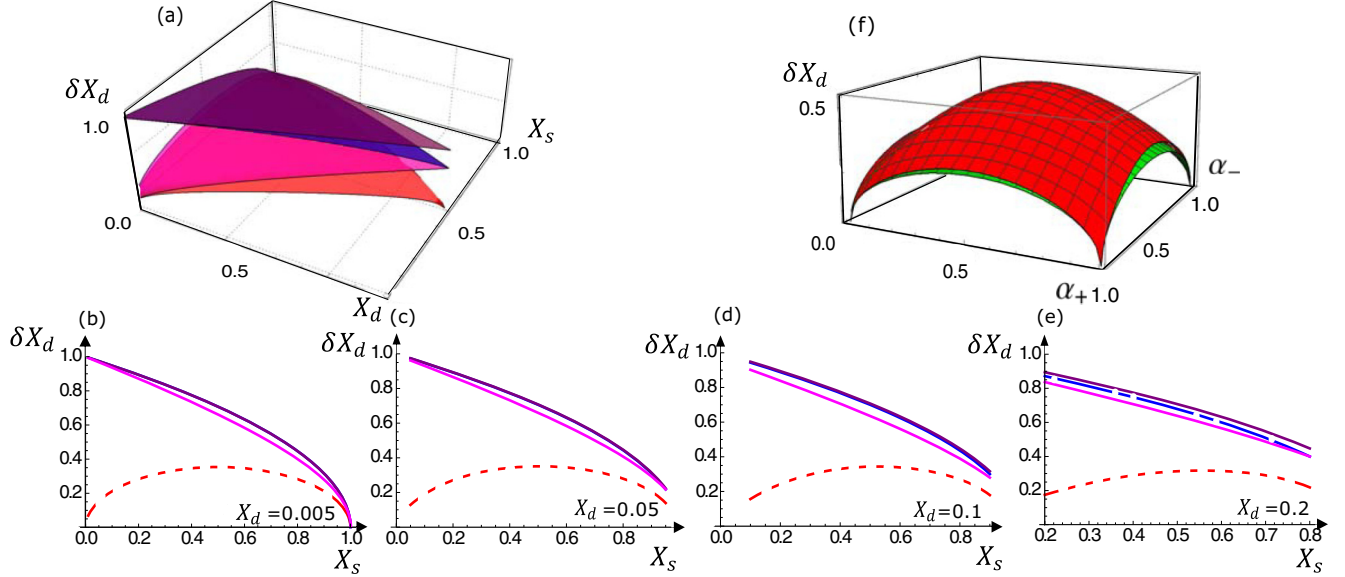 (a)
δX_d
1.0
0.0
0.5
X_d
0.5
1.0
X_s
(f)
δX_d
0.5
0.0
0.5
α_+ 1.0
0.5
1.0
α_−
(b)
δX_d
1.0
0.8
0.6
0.4
0.2
0.0 0.2 0.4 0.6 0.8 1.0
X_d =0.005
X_s
(c)
δX_d
1.0
0.8
0.6
0.4
0.2
0.0 0.2 0.4 0.6 0.8
X_d =0.05
X_s
(d)
δX_d
1.0
0.8
0.6
0.4
0.2
0.0 0.2 0.4 0.6 0.8
X_d =0.1
X_s
(e)
δX_d
1.0
0.8
0.6
0.4
0.2
0.2 0.3 0.4 0.5 0.6 0.7 0.8
X_d =0.2
X_s